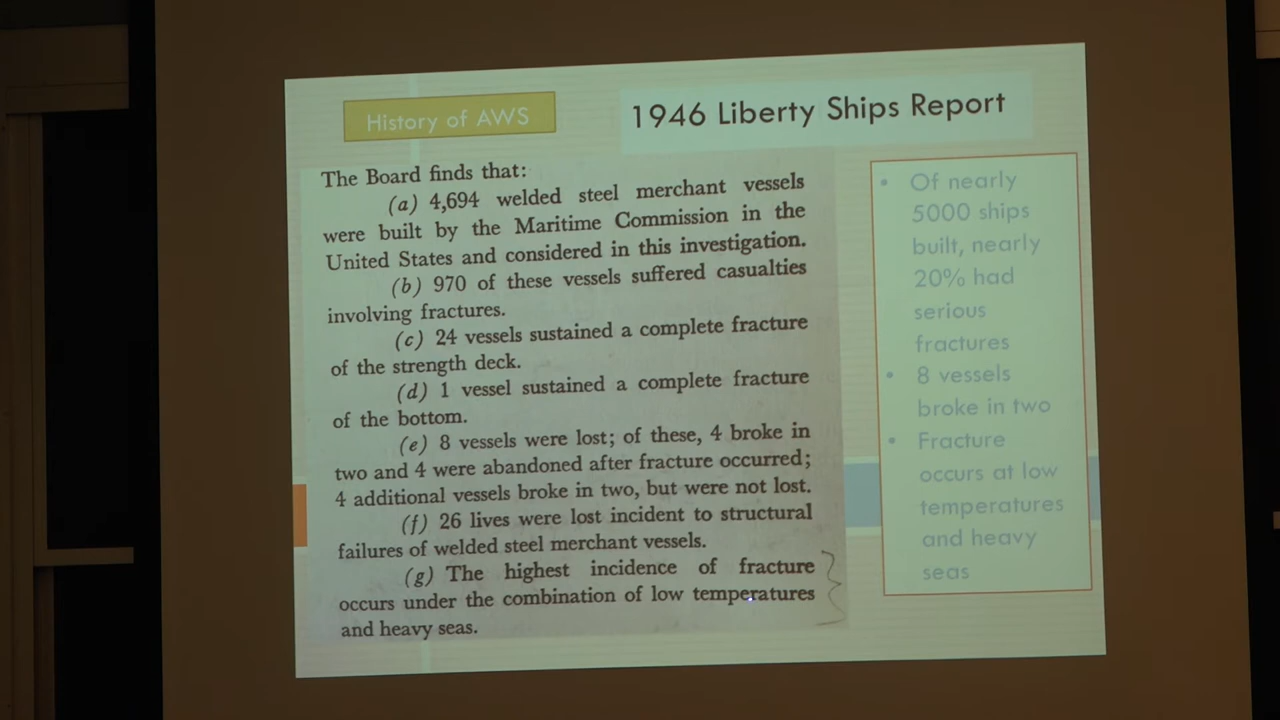 History of AWS
1946 Liberty Ships Report
The Board finds that:
(a) 4,694 welded steel merchant vessels
were built by the Maritime Commission in the
United States and considered in this investigation.
(b) 970 of these vessels suffered casualties
involving fractures.
(c) 24 vessels sustained a complete fracture
of the strength deck.
(d) 1 vessel sustained a complete fracture
of the bottom.
(e) 8 vessels were lost; of these, 4 broke in
two and 4 were abandoned after fracture occurred;
4 additional vessels broke in two, but were not lost.
(f) 26 lives were lost incident to structural
failures of welded steel merchant vessels.
(g) The highest incidence of fracture
occurs under the combination of low temperatures
and heavy seas.
• Of nearly
5000 ships
built, nearly
20% had
serious
fractures
• 8 vessels
broke in two
• Fracture
occurs at low
temperatures
and heavy
seas